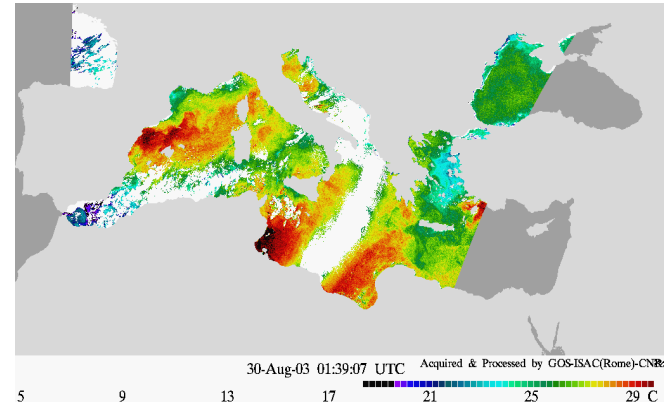 30-Aug-03 01:39:07 UTC Acquired & Processed by GOS-ISAC(Rome)-CNR
5 9 13 17 21 25 29 C